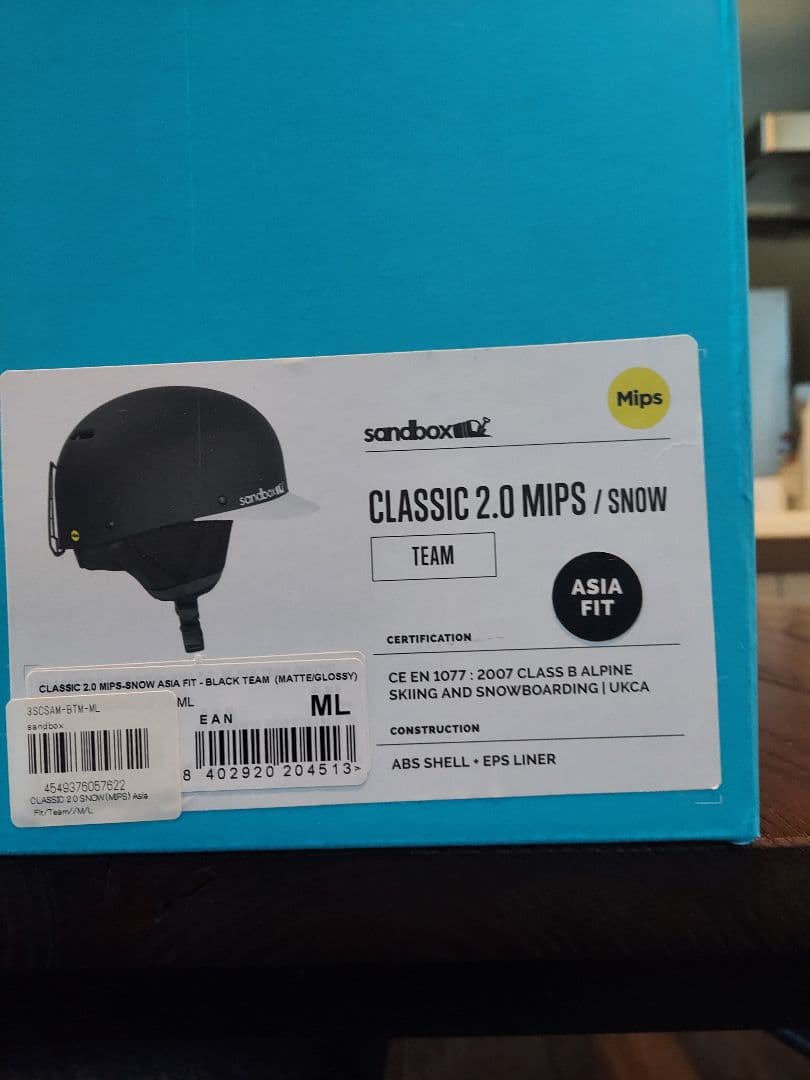 Mips
sandbox
CLASSIC 2.0 MIPS / SNOW
TEAM
ASIA
FIT
sandbox
CERTIFICATION
CE EN 1077 : 2007 CLASS B ALPINE
SKIING AND SNOWBOARDING | UKCA
CONSTRUCTION
ABS SHELL + EPS LINER
CLASSIC 2.0 MIPS-SNOW ASIA FIT - BLACK TEAM (MATTE/GLOSSY)
ML
ML
EAN
8 402920 204513>
3SCSAM-BTM-ML
sandbox
4549376057622
CLASSIC 2.0 SNOW(MIPS) Asia
Fit/Team//M/L